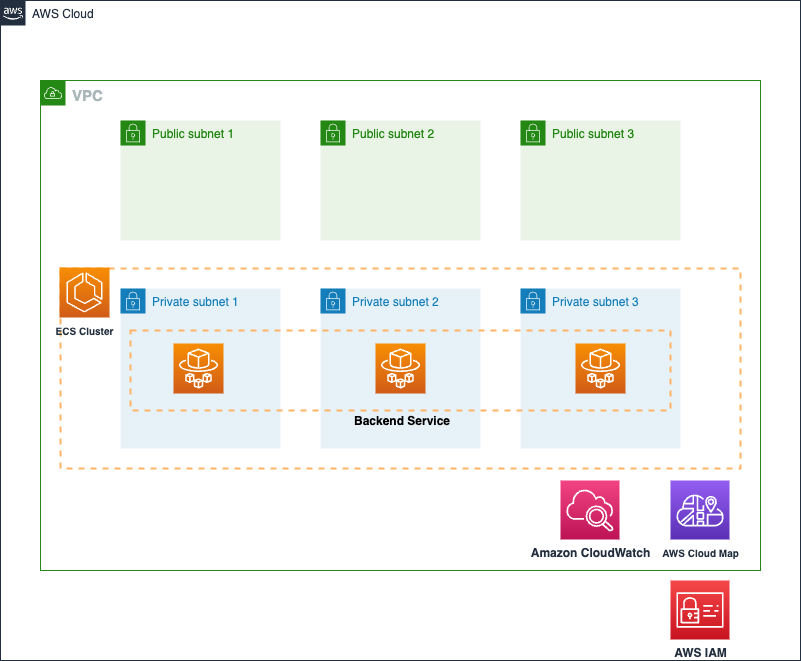 aws
AWS Cloud
VPC
Public subnet 1
Public subnet 2
Public subnet 3
ECS Cluster
Private subnet 1
Private subnet 2
Private subnet 3
Backend Service
Amazon CloudWatch
AWS Cloud Map
AWS IAM